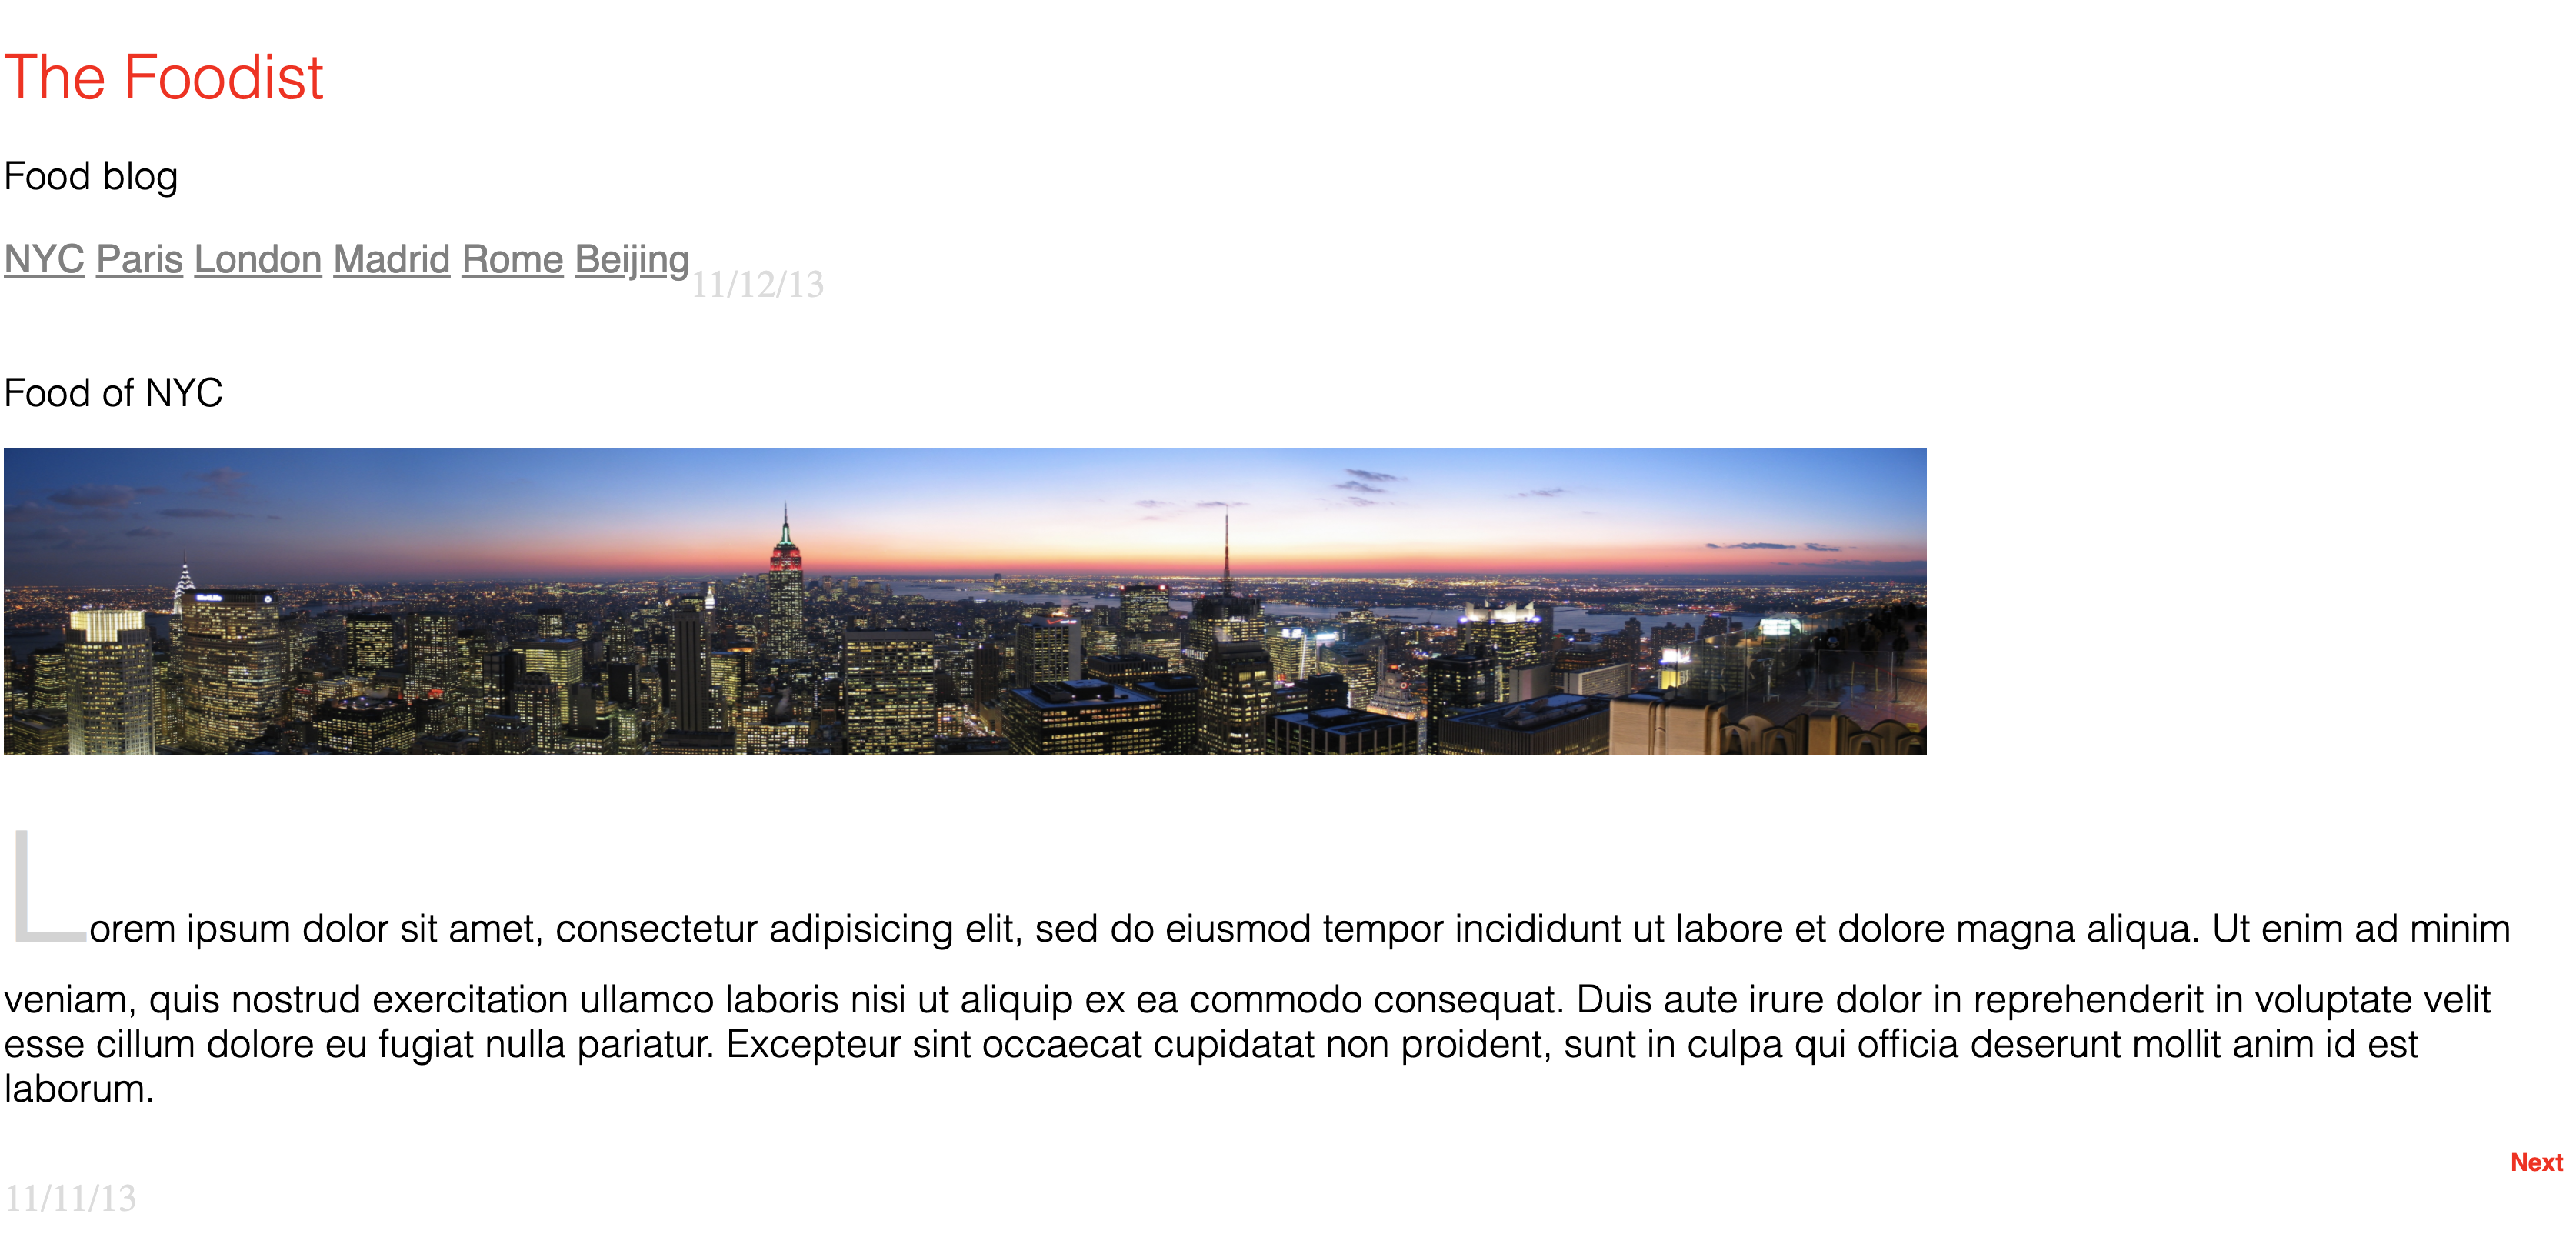 The Foodist
Food blog
NYC Paris London Madrid Rome Beijing 11/12/13
Food of NYC
Lorem ipsum dolor sit amet, consectetur adipisicing elit, sed do eiusmod tempor incididunt ut labore et dolore magna aliqua. Ut enim ad minim
veniam, quis nostrud exercitation ullamco laboris nisi ut aliquip ex ea commodo consequat. Duis aute irure dolor in reprehenderit in voluptate velit
esse cillum dolore eu fugiat nulla pariatur. Excepteur sint occaecat cupidatat non proident, sunt in culpa qui officia deserunt mollit anim id est
laborum.
Next
11/11/13